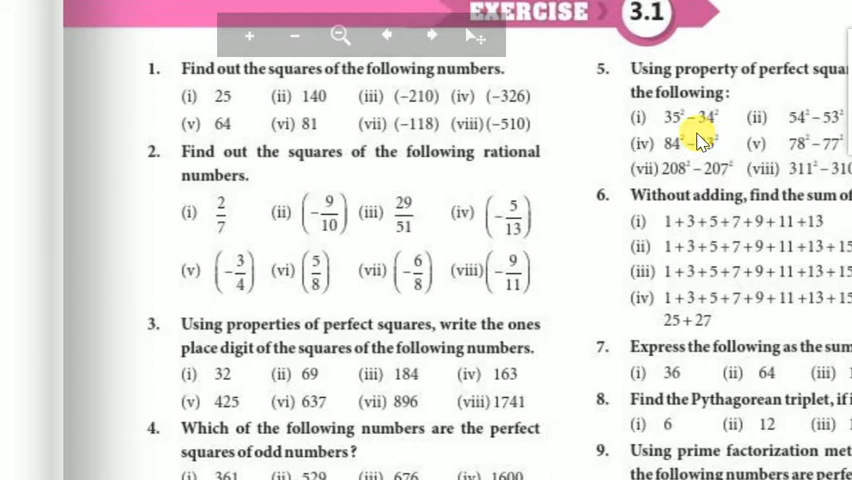 EXERCISE 3.1
1. Find out the squares of the following numbers.
(i) 25 (ii) 140 (iii) (−210) (iv) (−326)
(v) 64 (vi) 81 (vii) (−118) (viii) (−510)
2. Find out the squares of the following rational
numbers.
(i) 2/7 (ii) (−9/10) (iii) 29/51 (iv) (−5/13)
(v) (−3/4) (vi) (5/8) (vii) (−6/8) (viii) (−9/11)
3. Using properties of perfect squares, write the ones
place digit of the squares of the following numbers.
(i) 32 (ii) 69 (iii) 184 (iv) 163
(v) 425 (vi) 637 (vii) 896 (viii) 1741
4. Which of the following numbers are the perfect
squares of odd numbers?
(i) 361 (ii) 529 (iii) 676 (iv) 1600
5. Using property of perfect
the following:
(i) 35² − 34² (ii) 54² − 53²
(iv) 84² − (v) 78² − 77²
(vii) 208² − 207² (viii) 311² −
6. Without adding, find the sum of
(i) 1+3+5+7+9+11+13
(ii) 1+3+5+7+9+11+13+15
(iii) 1+3+5+7+9+11+13+15
(iv) 1+3+5+7+9+11+13+15
25+27
7. Express the following as the sum
(i) 36 (ii) 64 (iii)
8. Find the Pythagorean triplet, if
(i) 6 (ii) 12 (iii)
9. Using prime factorization
the following numbers are